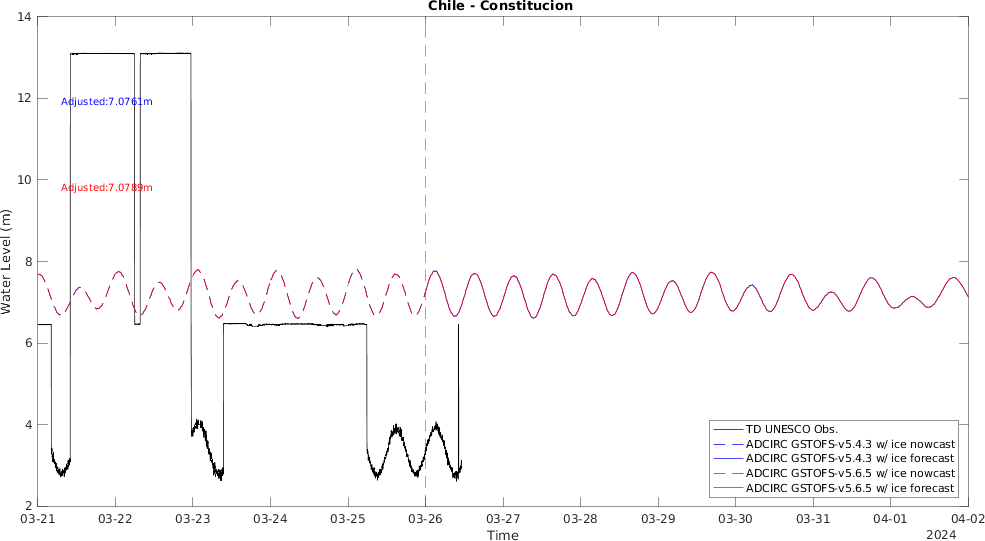 Chile - Constitucion
14
12
10
8
6
4
2
Water Level (m)
Adjusted:7.0761m
Adjusted:7.0789m
TD UNESCO Obs.
ADCIRC GSTOFS-v5.4.3 w/ ice nowcast
ADCIRC GSTOFS-v5.4.3 w/ ice forecast
ADCIRC GSTOFS-v5.6.5 w/ ice nowcast
ADCIRC GSTOFS-v5.6.5 w/ ice forecast
03-21 03-22 03-23 03-24 03-25 03-26 03-27 03-28 03-29 03-30 03-31 04-01 04-02
Time
2024